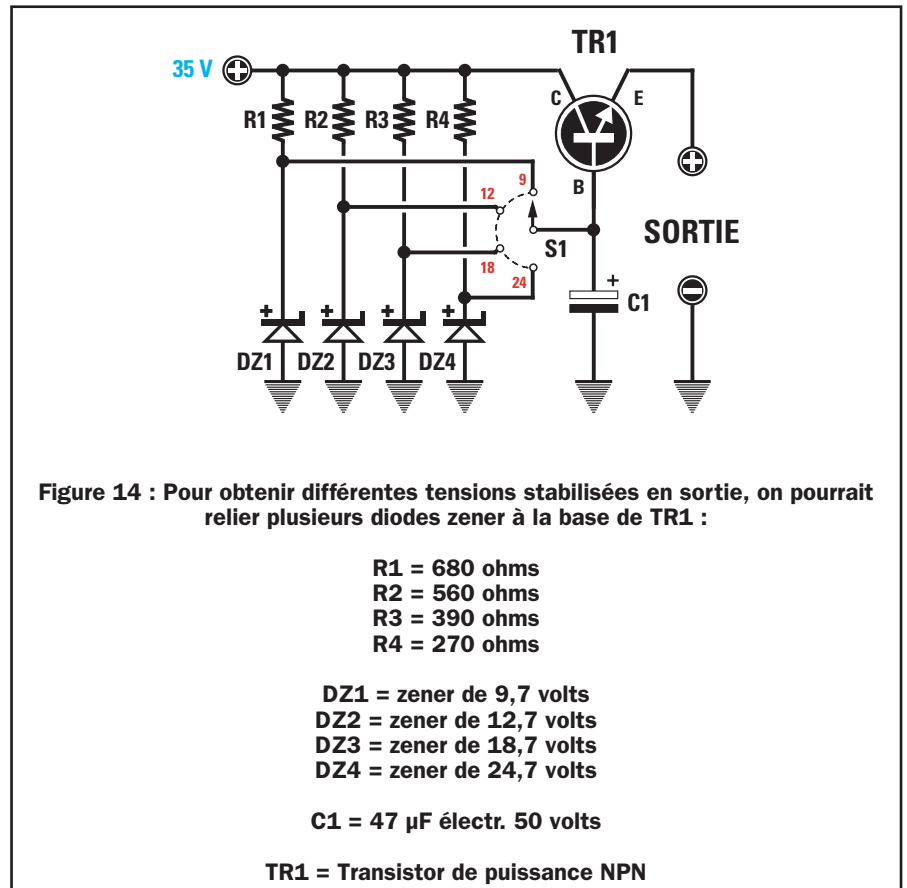 TR1
35 V
C
E
R1
R2
R3
R4
9
B
12
SORTIE
S1
18
24
+
C1
+
+
+
+
DZ1
DZ2
DZ3
DZ4
Figure 14 : Pour obtenir différentes tensions stabilisées en sortie, on pourrait
relier plusieurs diodes zener à la base de TR1 :
R1 = 680 ohms
R2 = 560 ohms
R3 = 390 ohms
R4 = 270 ohms
DZ1 = zener de 9,7 volts
DZ2 = zener de 12,7 volts
DZ3 = zener de 18,7 volts
DZ4 = zener de 24,7 volts
C1 = 47 µF électr. 50 volts
TR1 = Transistor de puissance NPN